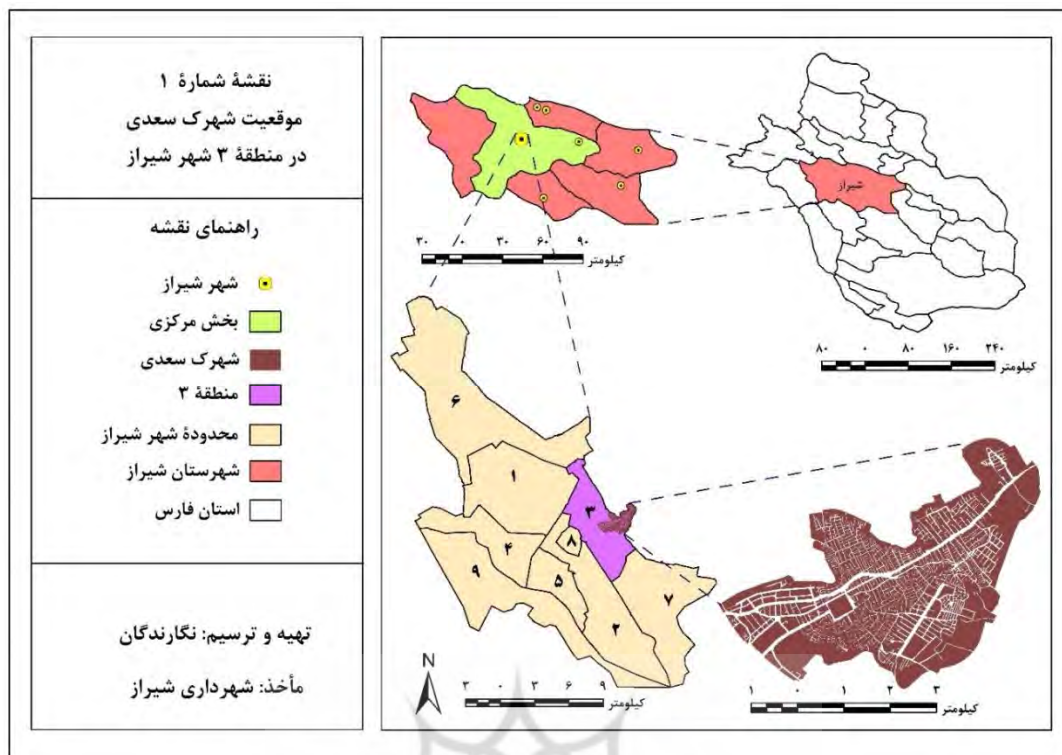 نقشهٔ شمارهٔ ۱
موقعیت شهرک سعدی
در منطقهٔ ۳ شهر شیراز
راهنمای نقشه
شهر شیراز
بخش مرکزی
شهرک سعدی
منطقهٔ ۳
محدودهٔ شهر شیراز
شهرستان شیراز
استان فارس
تهیه و ترسیم: نگارندگان
مأخذ: شهرداری شیراز
شیراز
۳۰ ۰ ۳۰ ۶۰ ۹۰
کیلومتر
۸۰ ۰ ۸۰ ۱۶۰ ۲۴۰
کیلومتر
۶
۱
۳
۸
۴
۹
۵
۷
۲
N
۳ ۰ ۳ ۶ ۹
کیلومتر
۱ ۰ ۱ ۲ ۳
کیلومتر